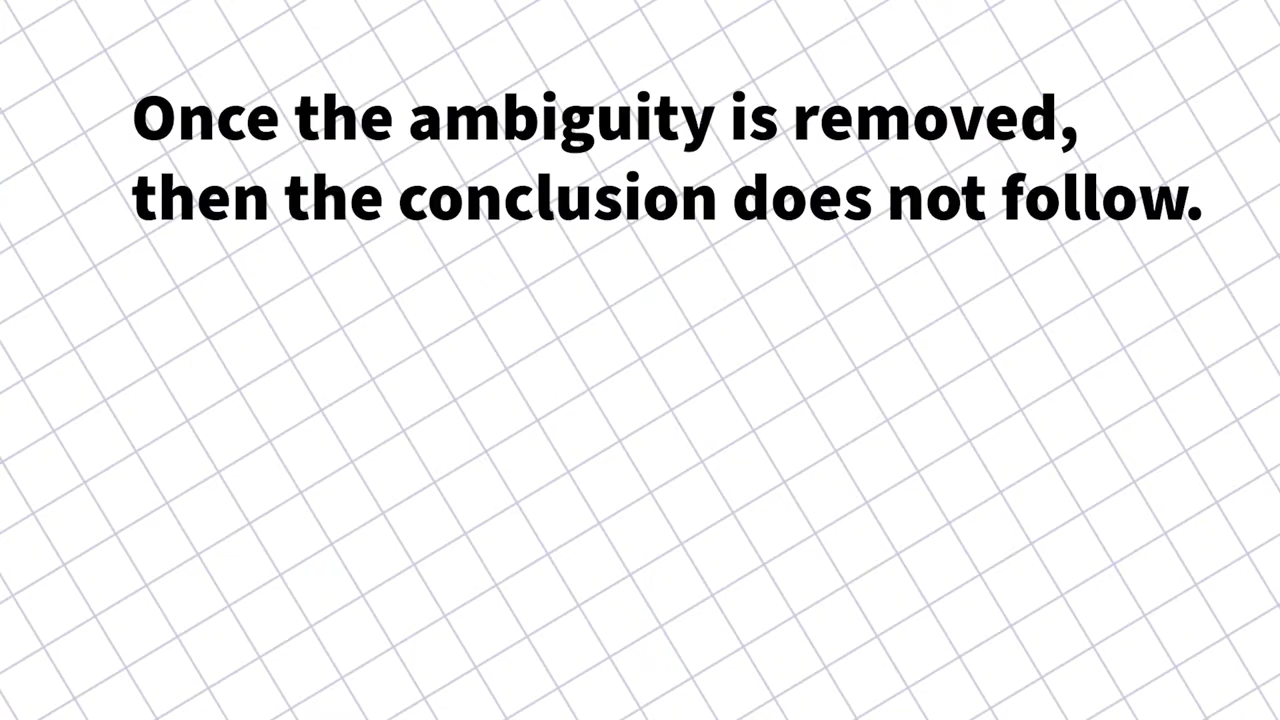 Once the ambiguity is removed,
then the conclusion does not follow.